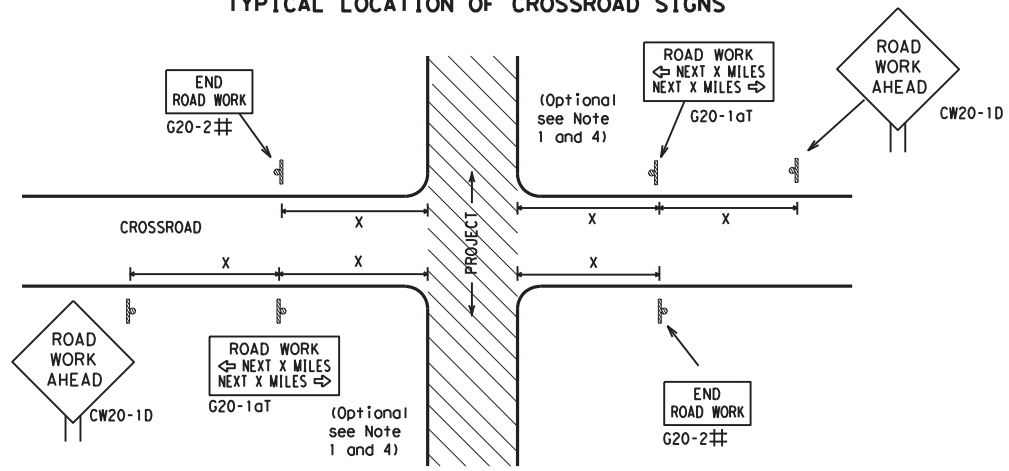 TYPICAL LOCATION OF CROSSROAD SIGNS
END
ROAD WORK
G20-2#
ROAD WORK
⇦ NEXT X MILES
NEXT X MILES ⇨
G20-1aT
(Optional
see Note
1 and 4)
ROAD
WORK
AHEAD
CW20-1D
CROSSROAD
X
X
X
PROJECT
X
X
X
ROAD
WORK
AHEAD
CW20-1D
ROAD WORK
⇦ NEXT X MILES
NEXT X MILES ⇨
G20-1aT
(Optional
see Note
1 and 4)
END
ROAD WORK
G20-2#